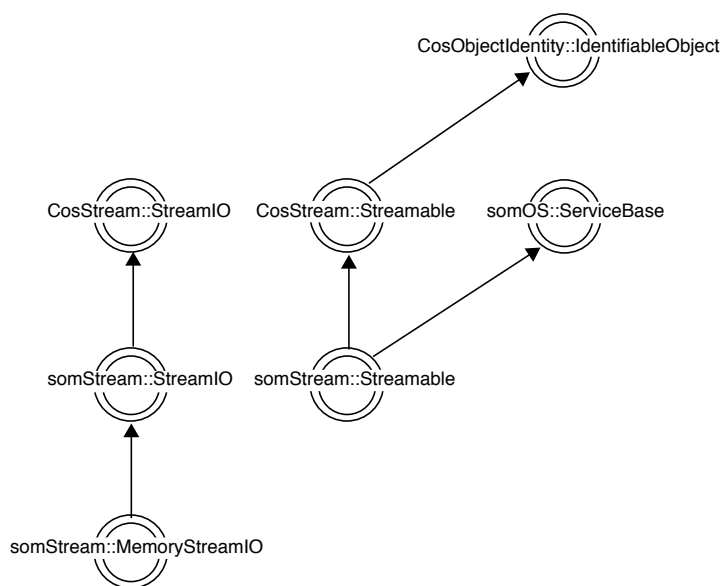 CosObjectIdentity::IdentifiableObject
CosStream::StreamIO
CosStream::Streamable
somOS::ServiceBase
somStream::StreamIO
somStream::Streamable
somStream::MemoryStreamIO